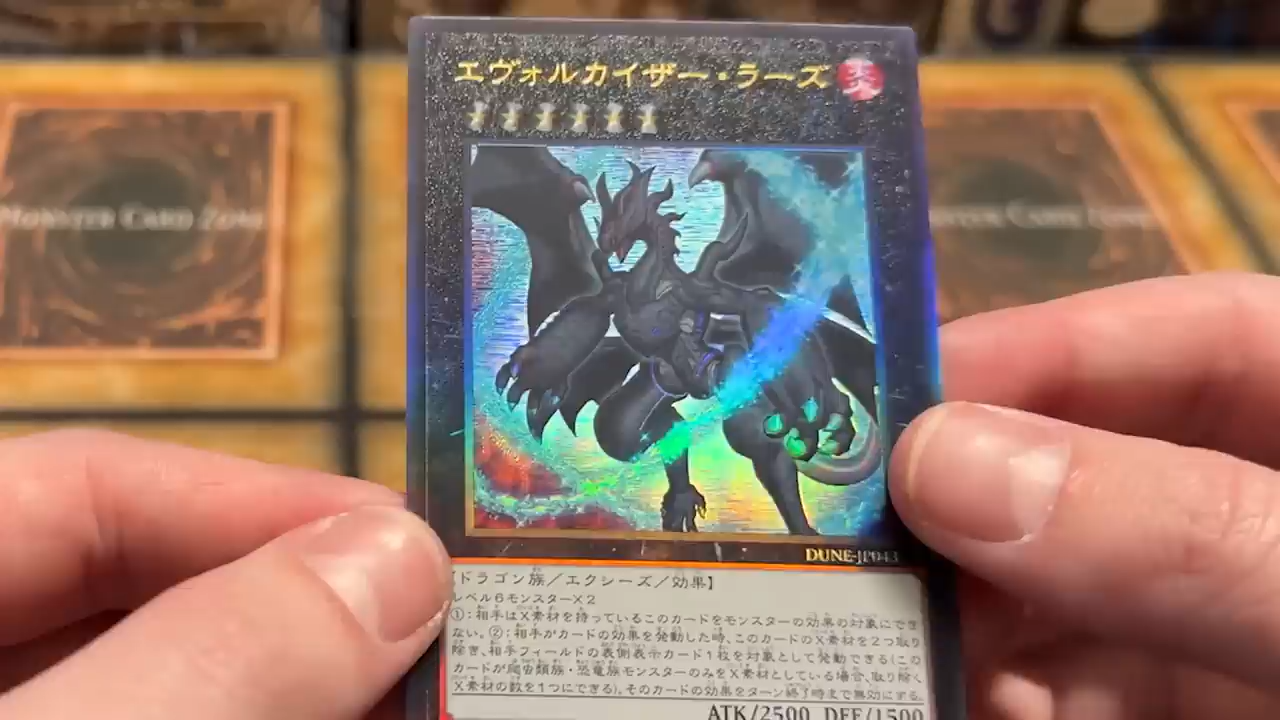 エヴォルカイザー・ラーズ 炎
MONSTER CARD ZONE
DUNE-JP043
【ドラゴン族／エクシーズ／効果】
レベル6モンスター×2
①：相手はX素材を持っているこのカードをモンスターの効果の対象にでき
ない。②：相手がカードの効果を発動した時、このカードのX素材を2つ取り
除き、相手フィールドの表側表示カード1枚を対象として発動できる(この
カードが爬虫類族・恐竜族モンスターのみをX素材としている場合、取り除く
X素材の数を1つにできる)。そのカードの効果をターン終了時まで無効にする。
ATK/2500 DEF/1500